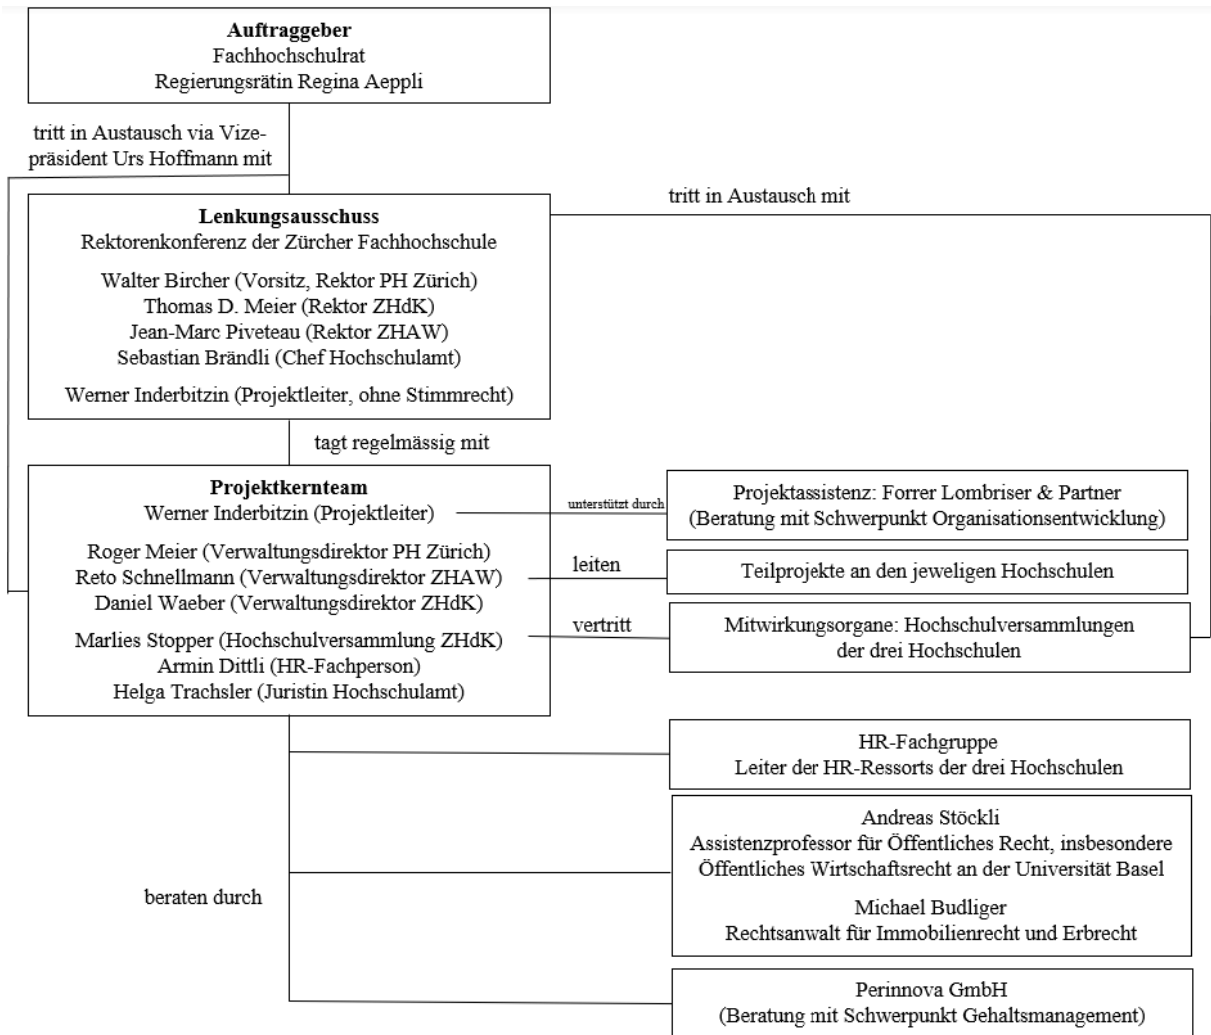 Auftraggeber
Fachhochschulrat
Regierungsrätin Regina Aeppli
tritt in Austausch via Vize-
präsident Urs Hoffmann mit
tritt in Austausch mit
Lenkungsausschuss
Rektorenkonferenz der Zürcher Fachhochschule
Walter Bircher (Vorsitz, Rektor PH Zürich)
Thomas D. Meier (Rektor ZHdK)
Jean-Marc Piveteau (Rektor ZHAW)
Sebastian Brändli (Chef Hochschulamt)
Werner Inderbitzin (Projektleiter, ohne Stimmrecht)
tagt regelmässig mit
Projektkernteam
Werner Inderbitzin (Projektleiter)
Roger Meier (Verwaltungsdirektor PH Zürich)
Reto Schnellmann (Verwaltungsdirektor ZHAW)
Daniel Waeber (Verwaltungsdirektor ZHdK)
Marlies Stopper (Hochschulversammlung ZHdK)
Armin Dittli (HR-Fachperson)
Helga Trachsler (Juristin Hochschulamt)
unterstützt durch
Projektassistenz: Forrer Lombriser & Partner
(Beratung mit Schwerpunkt Organisationsentwicklung)
leiten
Teilprojekte an den jeweligen Hochschulen
vertritt
Mitwirkungsorgane: Hochschulversammlungen
der drei Hochschulen
beraten durch
HR-Fachgruppe
Leiter der HR-Ressorts der drei Hochschulen
Andreas Stöckli
Assistenzprofessor für Öffentliches Recht, insbesondere
Öffentliches Wirtschaftsrecht an der Universität Basel
Michael Budliger
Rechtsanwalt für Immobilienrecht und Erbrecht
Perinnova GmbH
(Beratung mit Schwerpunkt Gehaltsmanagement)